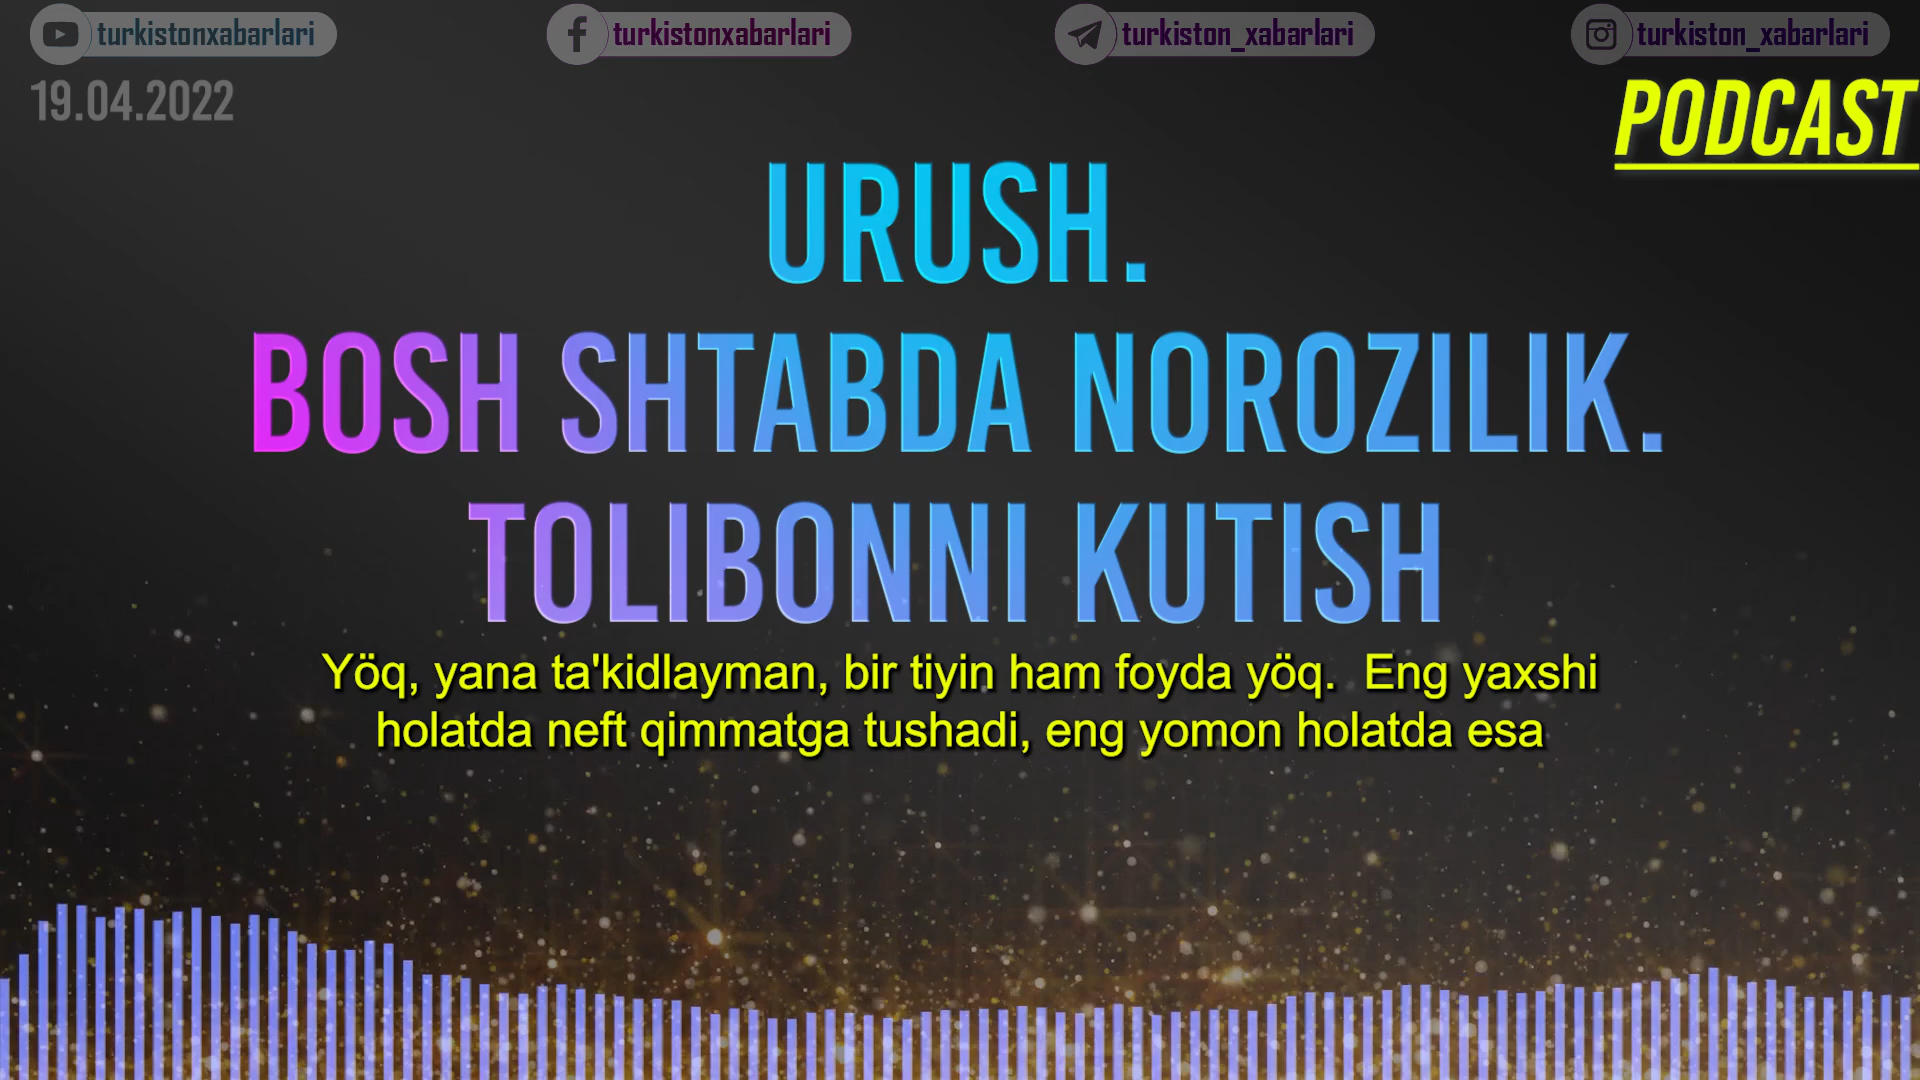 turkistonxabarlari turkistonxabarlari turkiston_xabarlari turkiston_xabarlari
19.04.2022
PODCAST
URUSH.
BOSH SHTABDA NOROZILIK.
TOLIBONNI KUTISH
Yöq, yana ta'kidlayman, bir tiyin ham foyda yöq.  Eng yaxshi
holatda neft qimmatga tushadi, eng yomon holatda esa